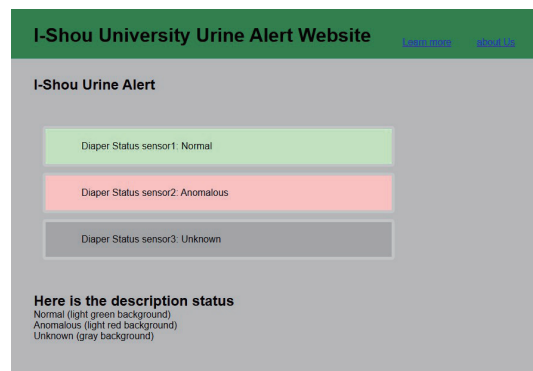 I-Shou University Urine Alert Website
Learn more about Us
I-Shou Urine Alert
Diaper Status sensor1: Normal
Diaper Status sensor2: Anomalous
Diaper Status sensor3: Unknown
Here is the description status
Normal (light green background)
Anomalous (light red background)
Unknown (gray background)